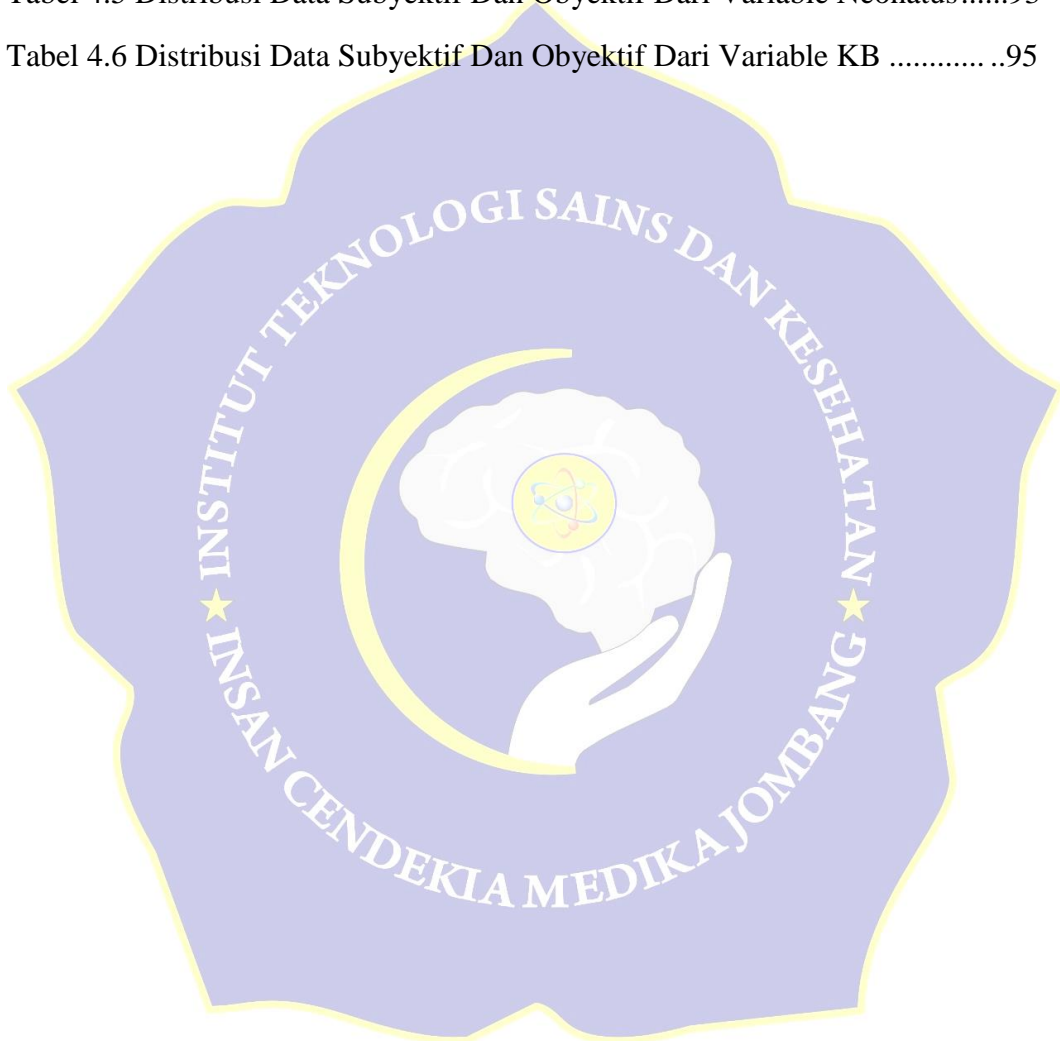 Tabel 4.5 Distribusi Data Subyektif Dan Obyektif Dari Variable Neonatus......93
Tabel 4.6 Distribusi Data Subyektif Dan Obyektif Dari Variable KB ............ ..95
INSTITUT TEKNOLOGI SAINS DAN KESEHATAN
INSAN CENDEKIA MEDIKA JOMBANG